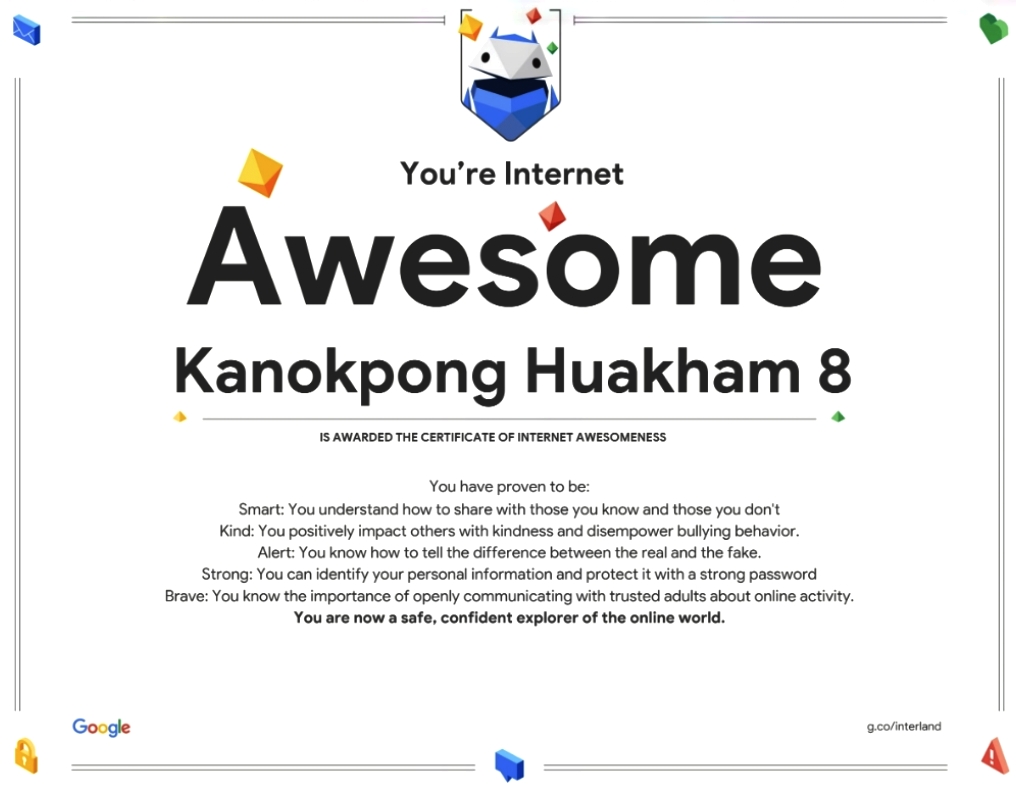 You're Internet
Awesome
Kanokpong Huakham 8
IS AWARDED THE CERTIFICATE OF INTERNET AWESOMENESS
You have proven to be:
Smart: You understand how to share with those you know and those you don't
Kind: You positively impact others with kindness and disempower bullying behavior.
Alert: You know how to tell the difference between the real and the fake.
Strong: You can identify your personal information and protect it with a strong password
Brave: You know the importance of openly communicating with trusted adults about online activity.
You are now a safe, confident explorer of the online world.
Google
g.co/interland